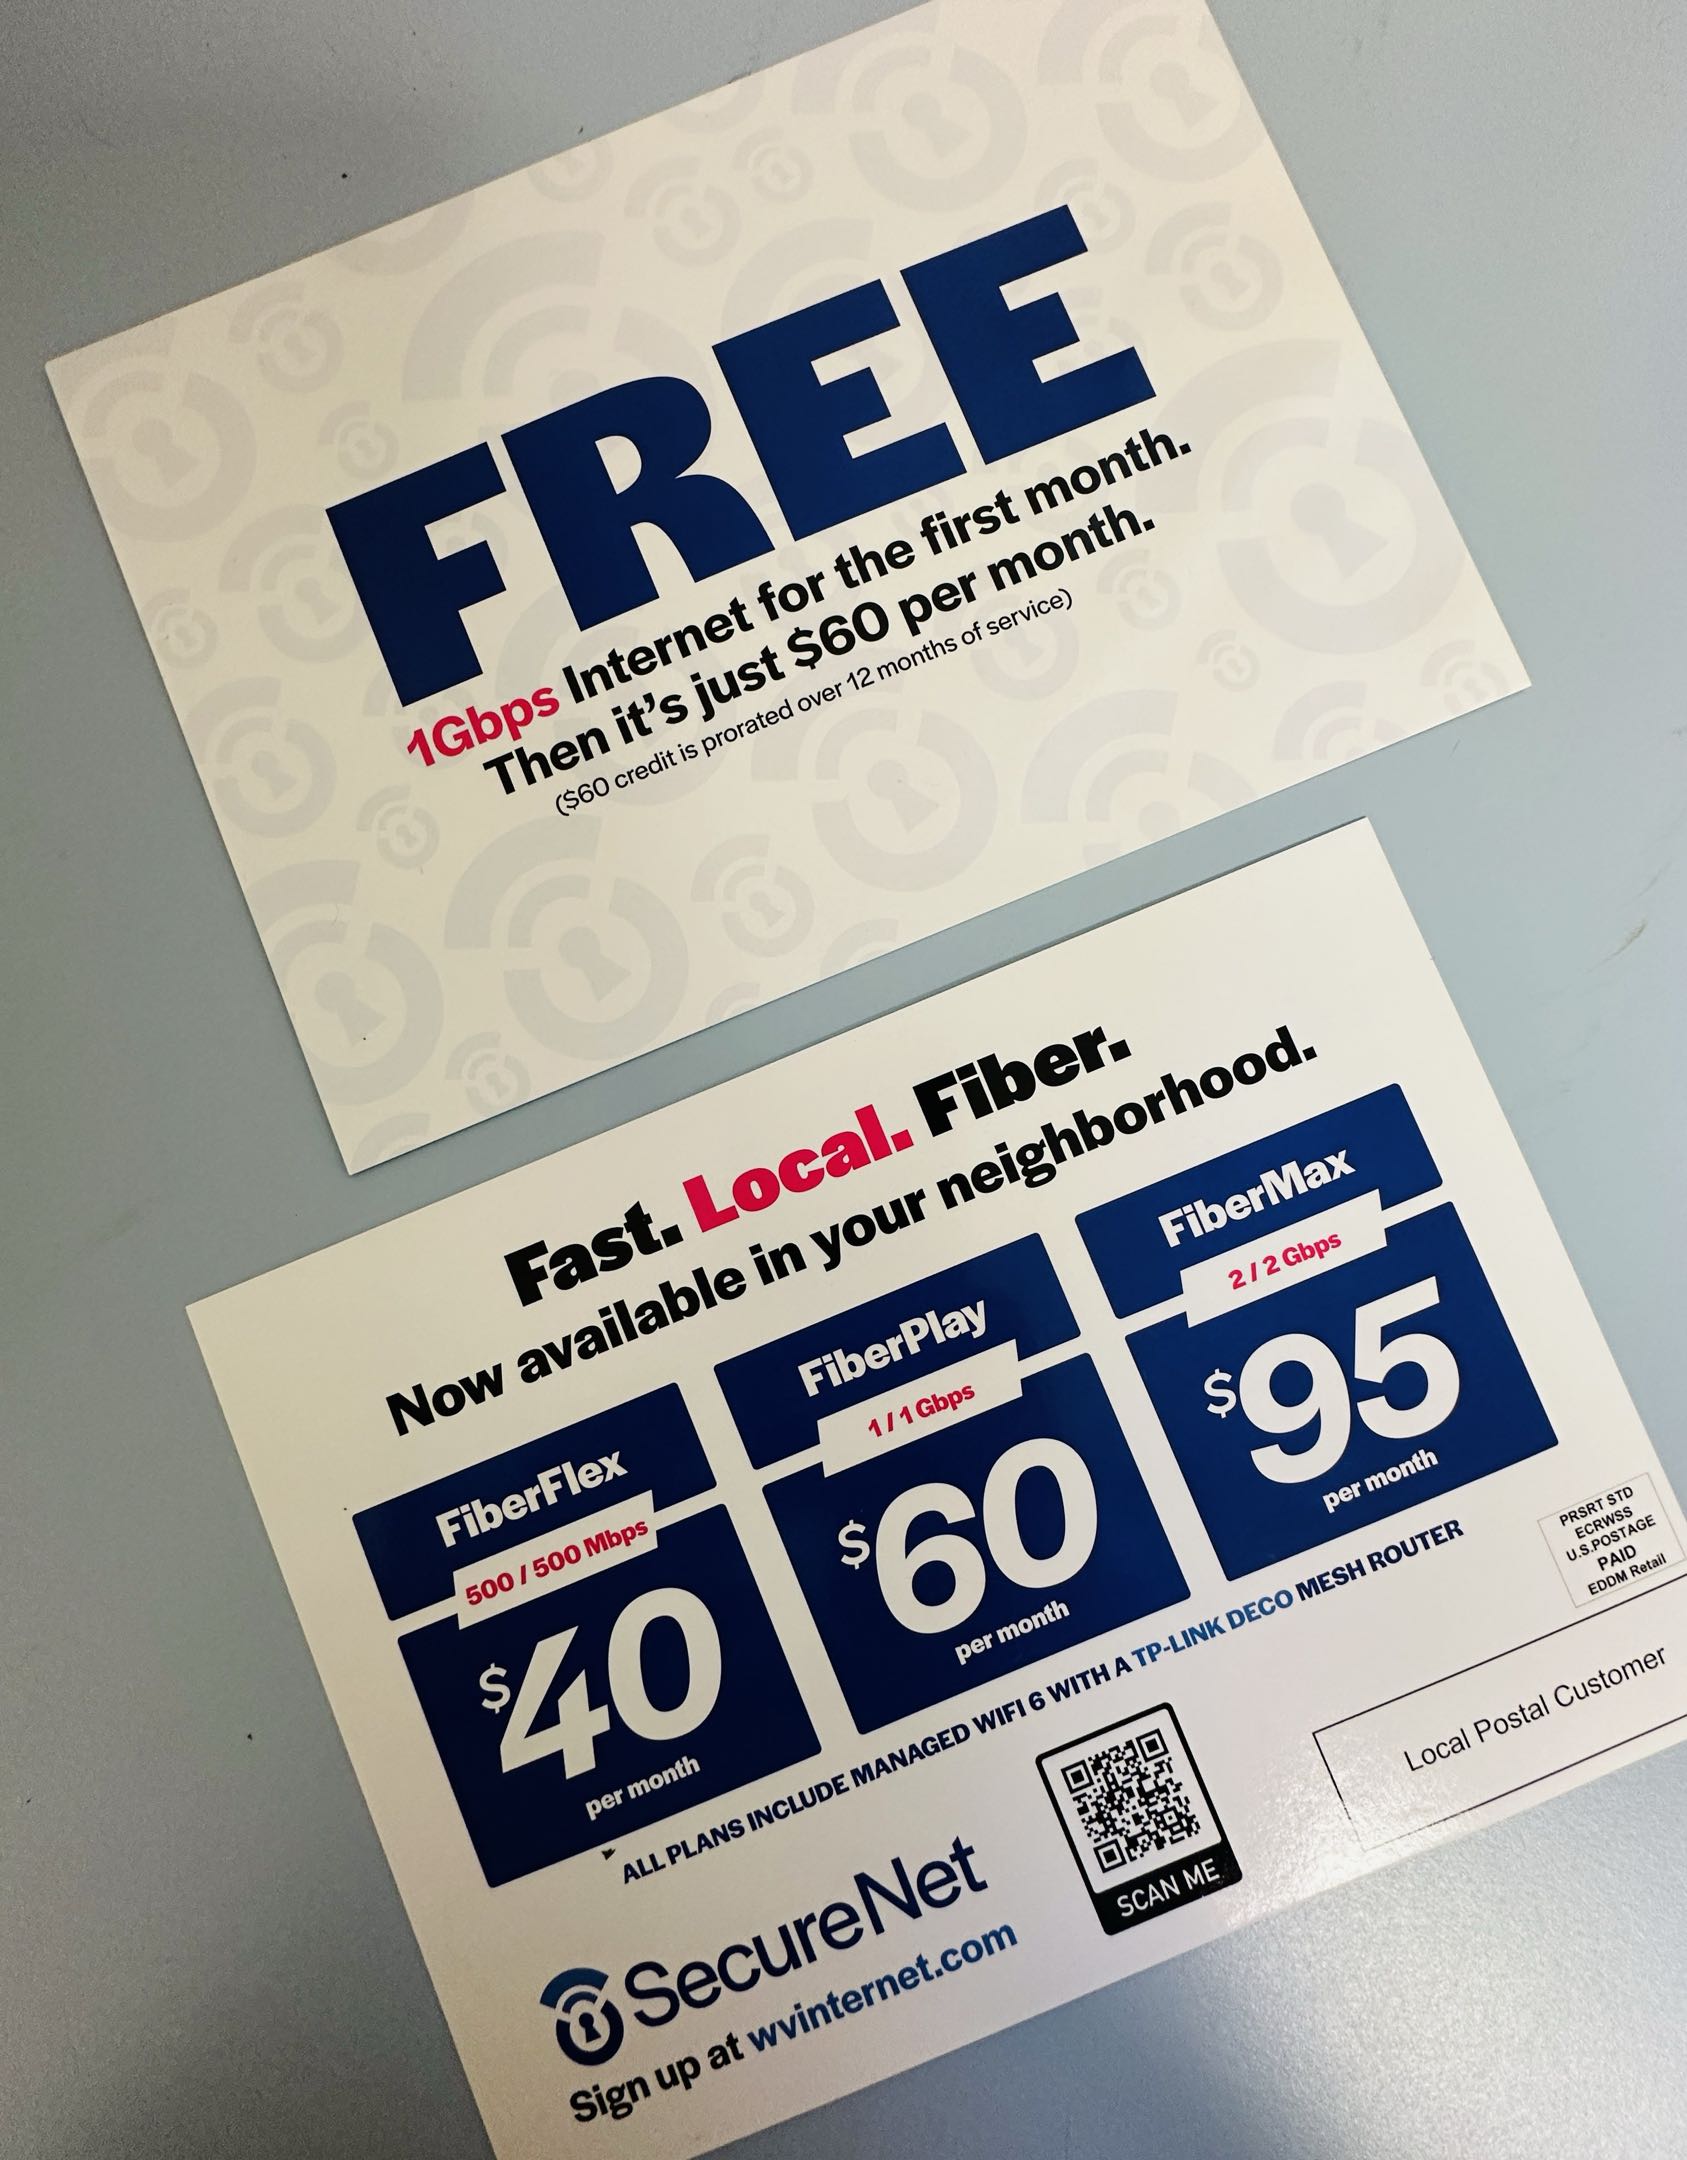 FREE
1Gbps Internet for the first month.
Then it's just $60 per month.
($60 credit is prorated over 12 months of service)
Fast. Local. Fiber.
Now available in your neighborhood.
FiberFlex
500 / 500 Mbps
$40
per month
FiberPlay
1 / 1 Gbps
$60
per month
FiberMax
2 / 2 Gbps
$95
per month
ALL PLANS INCLUDE MANAGED WIFI 6 WITH A TP-LINK DECO MESH ROUTER
PRSRT STD
ECRWSS
U.S.POSTAGE
PAID
EDDM Retail
Local Postal Customer
SCAN ME
SecureNet
Sign up at wvinternet.com